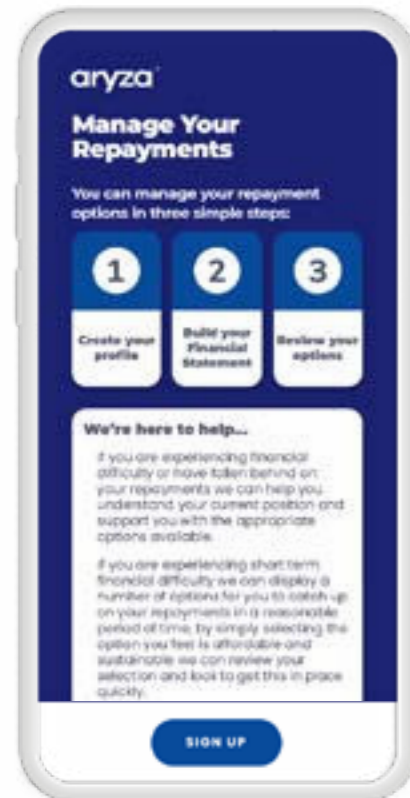 aryza
Manage Your
Repayments
You can manage your repayment
options in three simple steps:
1
2
3
Create your
profile
Build your
Financial
Statement
Review your
options
We're here to help...
If you are experiencing financial
difficulty or have fallen behind on
your repayments we can help you
understand your current position and
support you with the appropriate
options available.
If you are experiencing short term
financial difficulty we can display a
number of options for you to catch up
on your repayments in a reasonable
period of time, by simply selecting the
option you feel is affordable and
sustainable we can review your
selection and look to get this in place
quickly.
SIGN UP